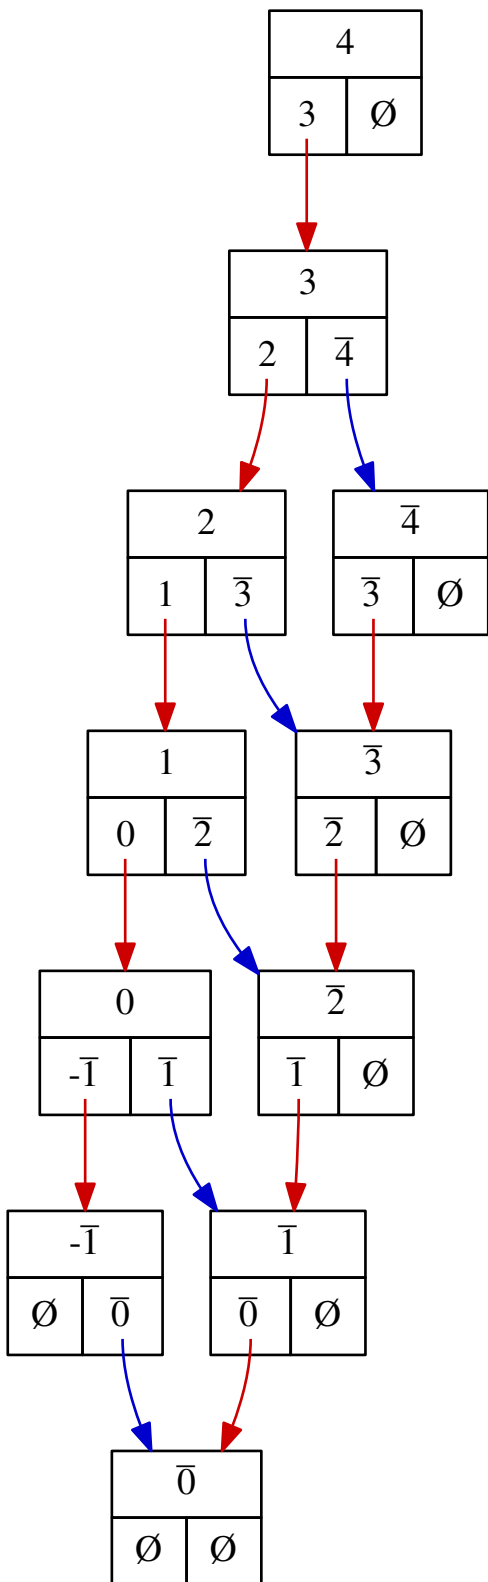 4
3 Ø
3
2 4̅
2 4̅
1 3̅ 3̅ Ø
1 3̅
0 2̅ 2̅ Ø
0 2̅
-1̅ 1̅ 1̅ Ø
-1̅ 1̅
Ø 0̅ 0̅ Ø
0̅
Ø Ø